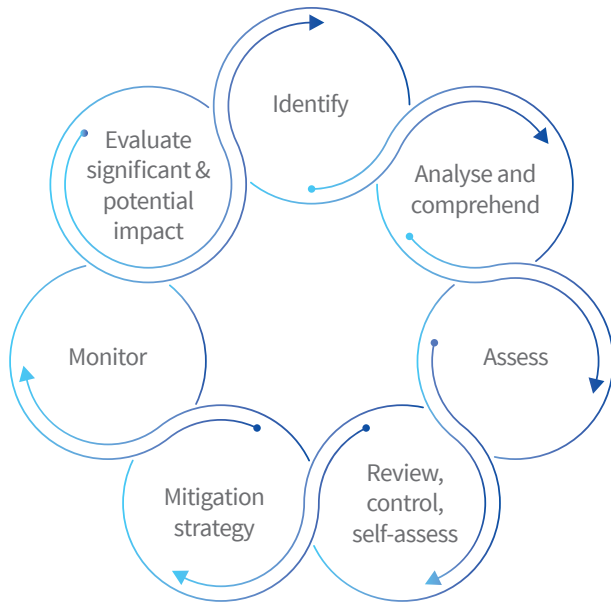 Identify
Analyse and
comprehend
Assess
Review,
control,
self-assess
Mitigation
strategy
Monitor
Evaluate
significant &
potential
impact